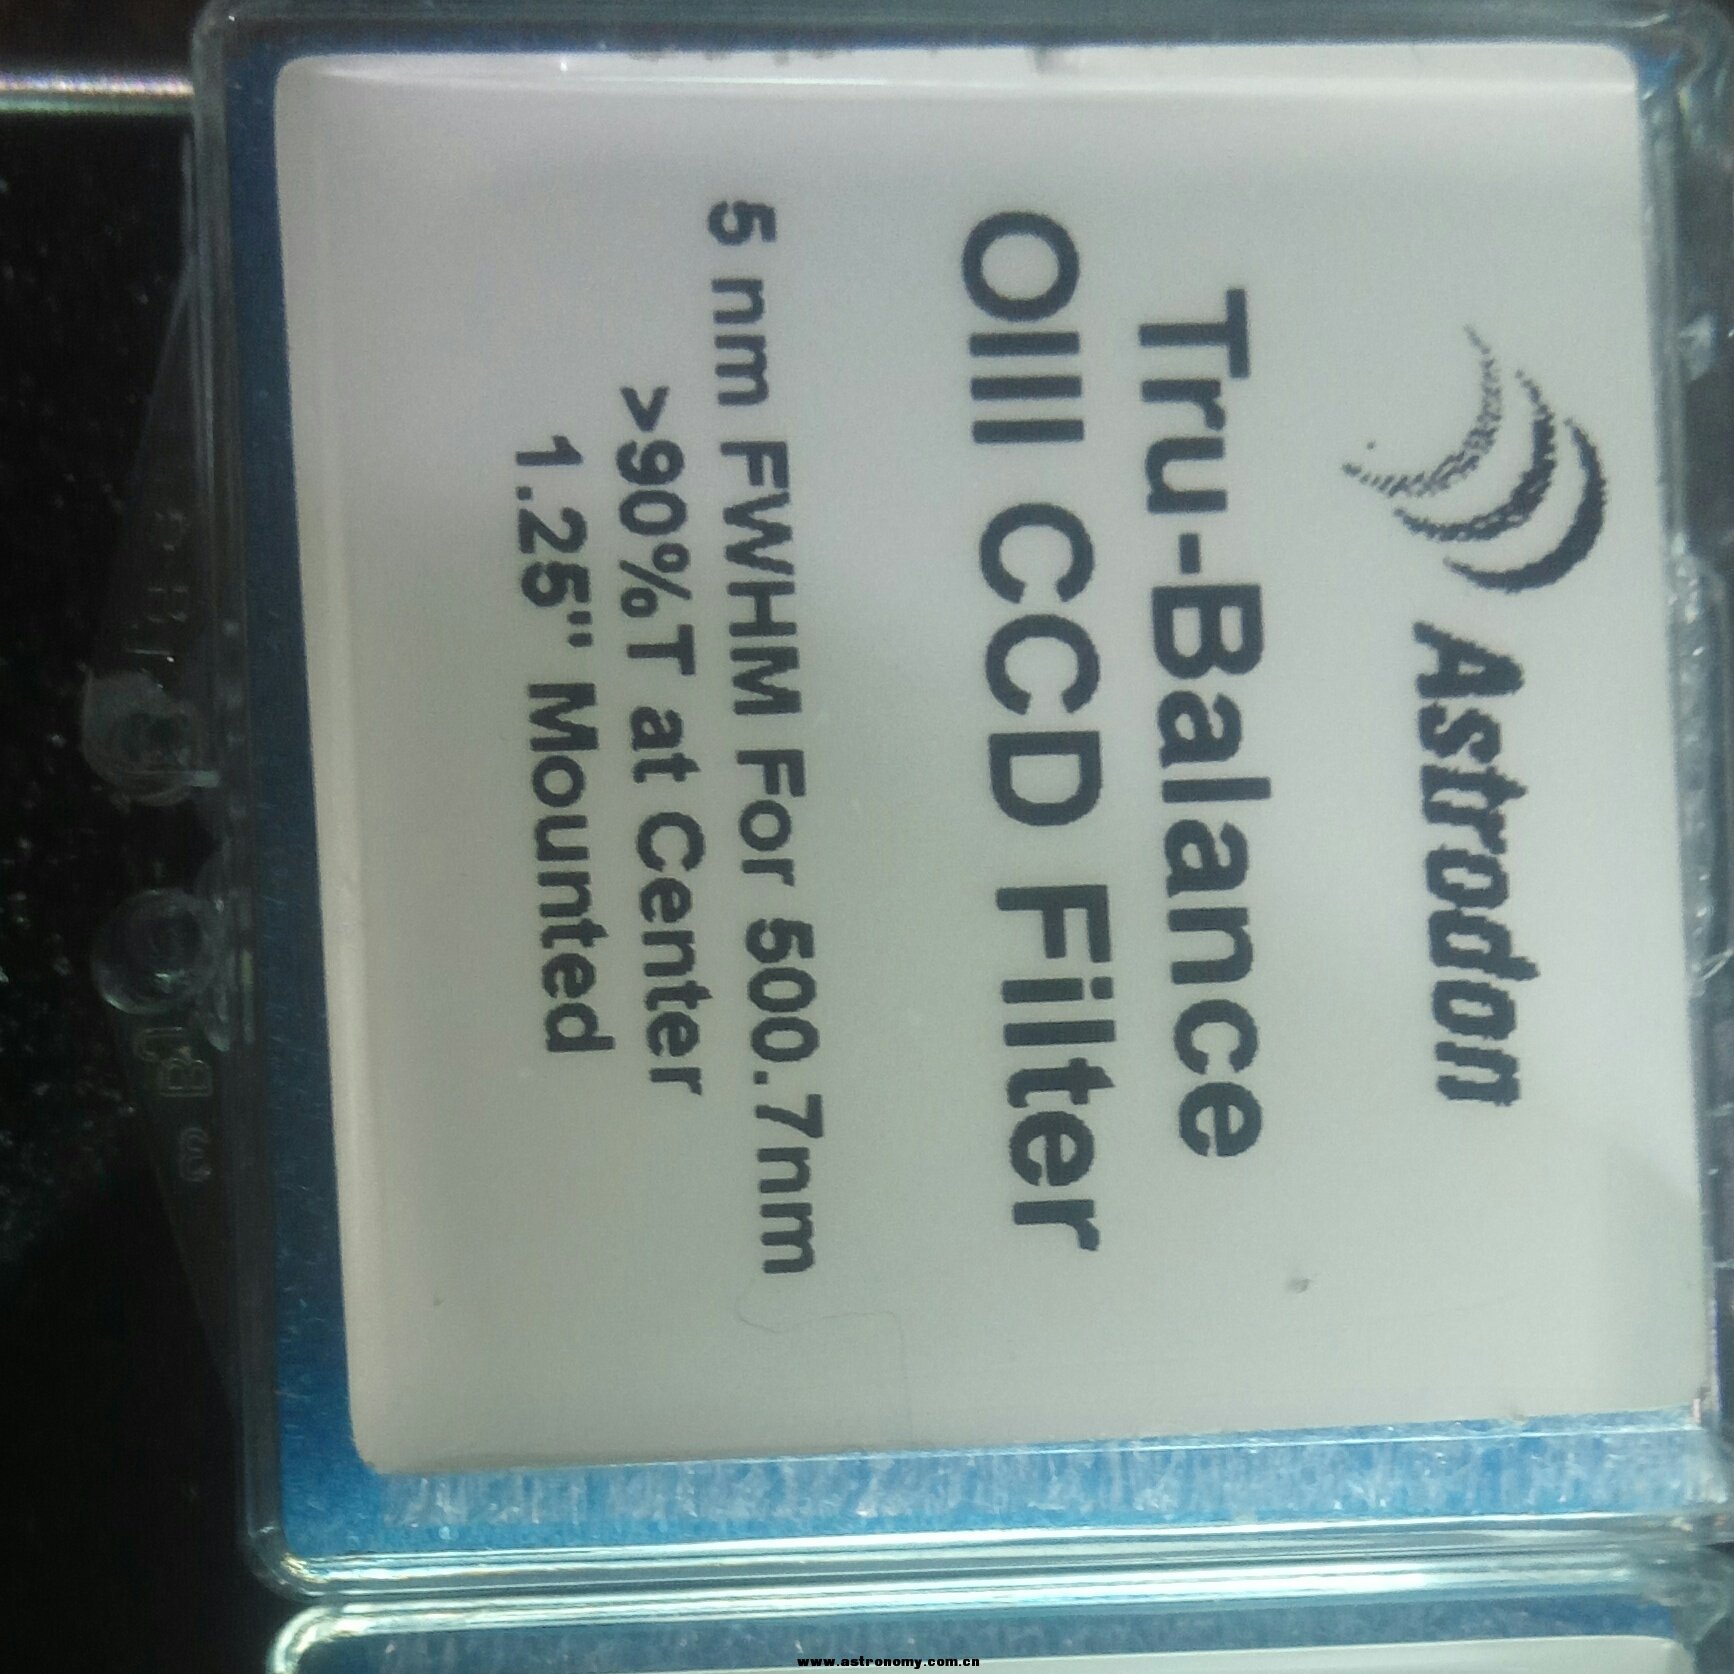 Astrodon
Tru-Balance
OIII CCD Filter
5 nm FWHM For 500.7nm
>90%T at Center
1.25" Mounted
www.astronomy.com.cn